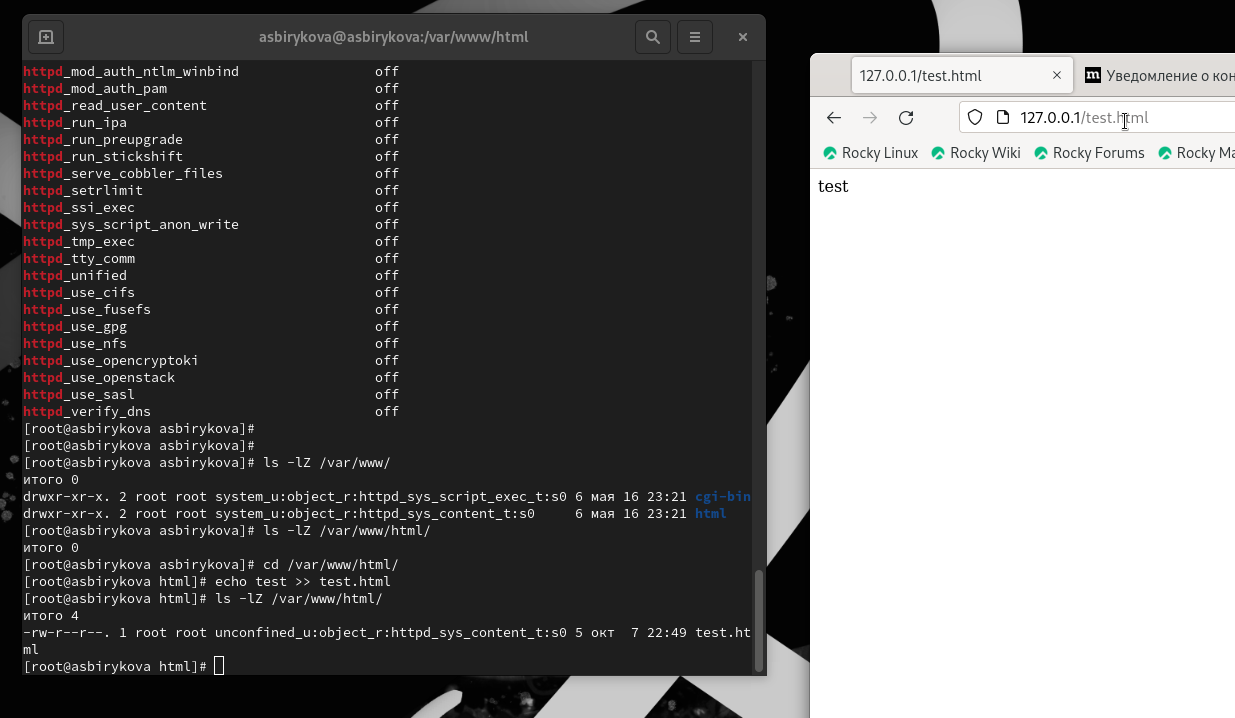 asbirykova@asbirykova:/var/www/html
httpd_mod_auth_ntlm_winbind off
httpd_mod_auth_pam off
httpd_read_user_content off
httpd_run_ipa off
httpd_run_preupgrade off
httpd_run_stickshift off
httpd_serve_cobbler_files off
httpd_setrlimit off
httpd_ssi_exec off
httpd_sys_script_anon_write off
httpd_tmp_exec off
httpd_tty_comm off
httpd_unified off
httpd_use_cifs off
httpd_use_fusefs off
httpd_use_gpg off
httpd_use_nfs off
httpd_use_opencryptoki off
httpd_use_openstack off
httpd_use_sasl off
httpd_verify_dns off
[root@asbirykova asbirykova]#
[root@asbirykova asbirykova]#
[root@asbirykova asbirykova]# ls -lZ /var/www/
итого 0
drwxr-xr-x. 2 root root system_u:object_r:httpd_sys_script_exec_t:s0 6 мая 16 23:21 cgi-bin
drwxr-xr-x. 2 root root system_u:object_r:httpd_sys_content_t:s0 6 мая 16 23:21 html
[root@asbirykova asbirykova]# ls -lZ /var/www/html/
итого 0
[root@asbirykova asbirykova]# cd /var/www/html/
[root@asbirykova html]# echo test >> test.html
[root@asbirykova html]# ls -lZ /var/www/html/
итого 4
-rw-r--r--. 1 root root unconfined_u:object_r:httpd_sys_content_t:s0 5 окт 7 22:49 test.ht
ml
[root@asbirykova html]#
127.0.0.1/test.html
m Уведомление о кон
127.0.0.1/test.html
Rocky Linux Rocky Wiki Rocky Forums Rocky Ma
test